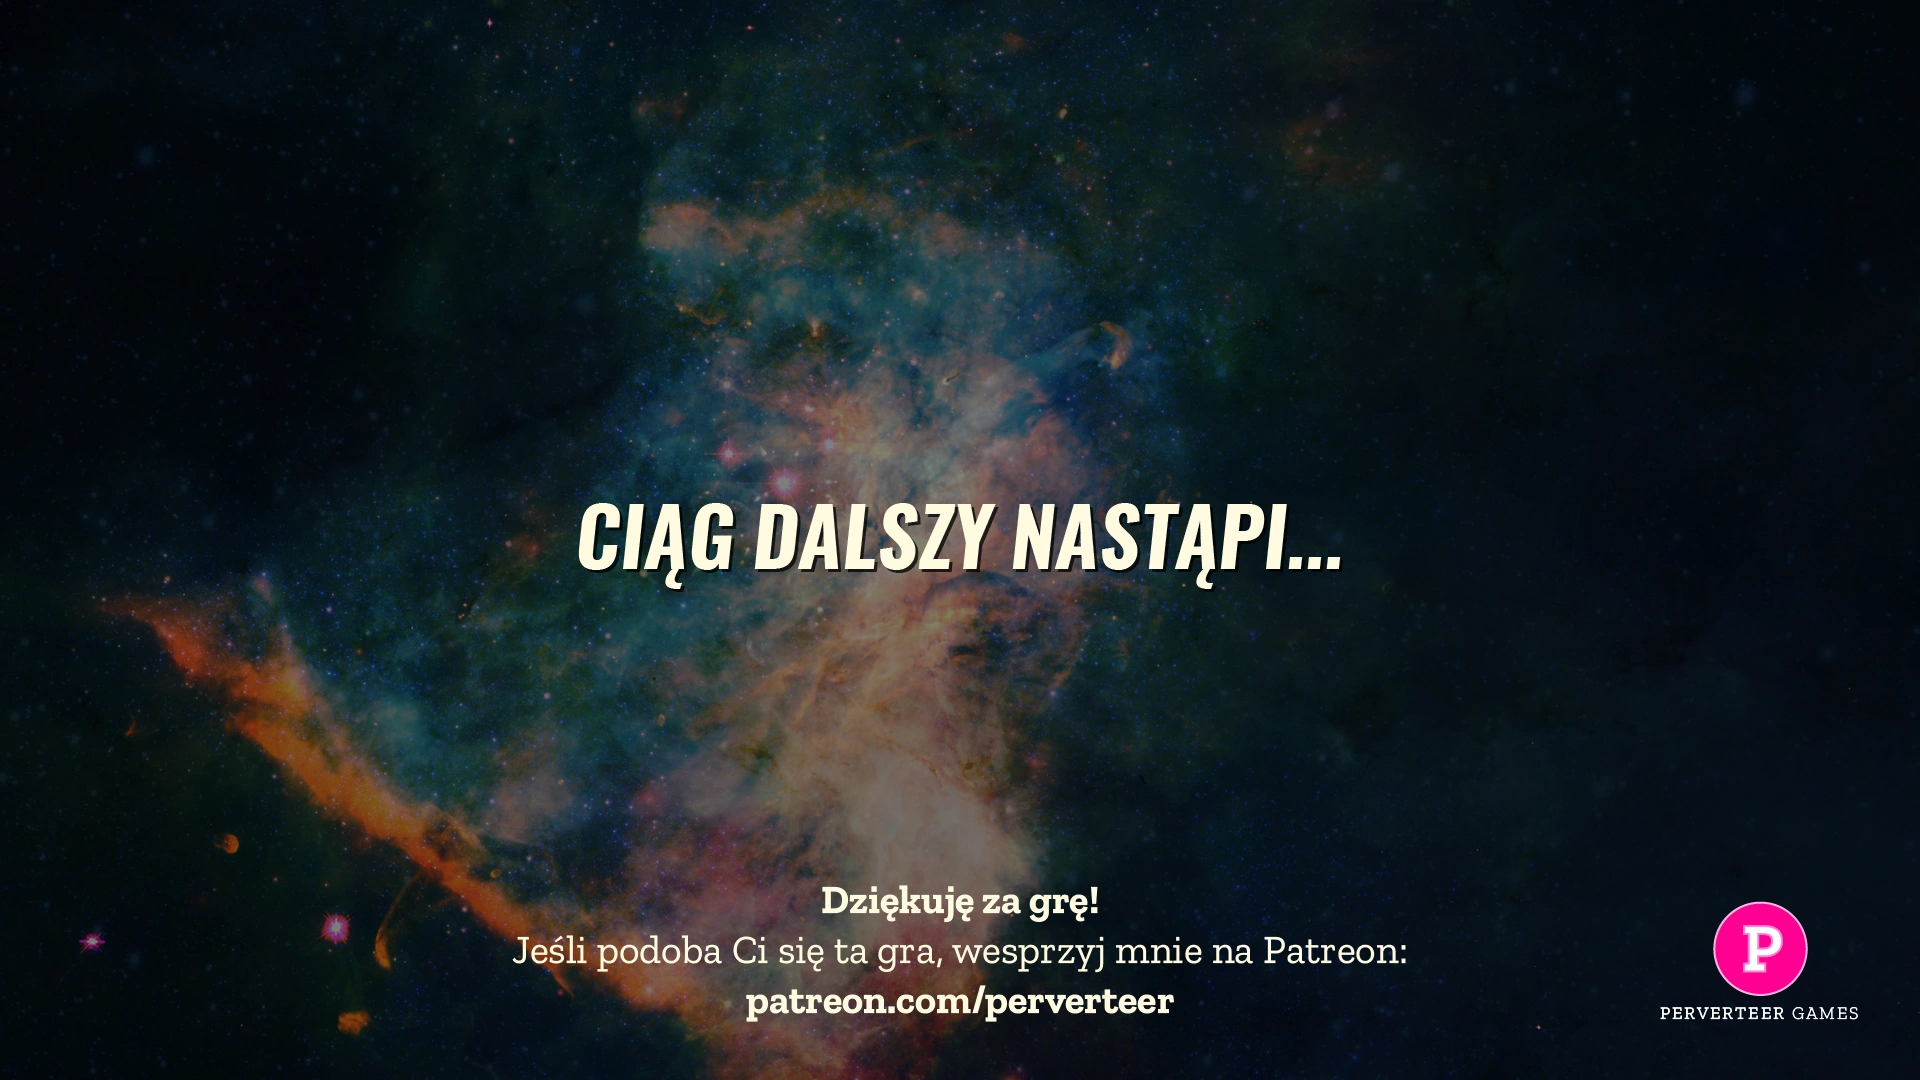 CIĄG DALSZY NASTĄPI...
Dziękuję za grę!
Jeśli podoba Ci się ta gra, wesprzyj mnie na Patreon:
patreon.com/perverteer
P
PERVERTEER GAMES